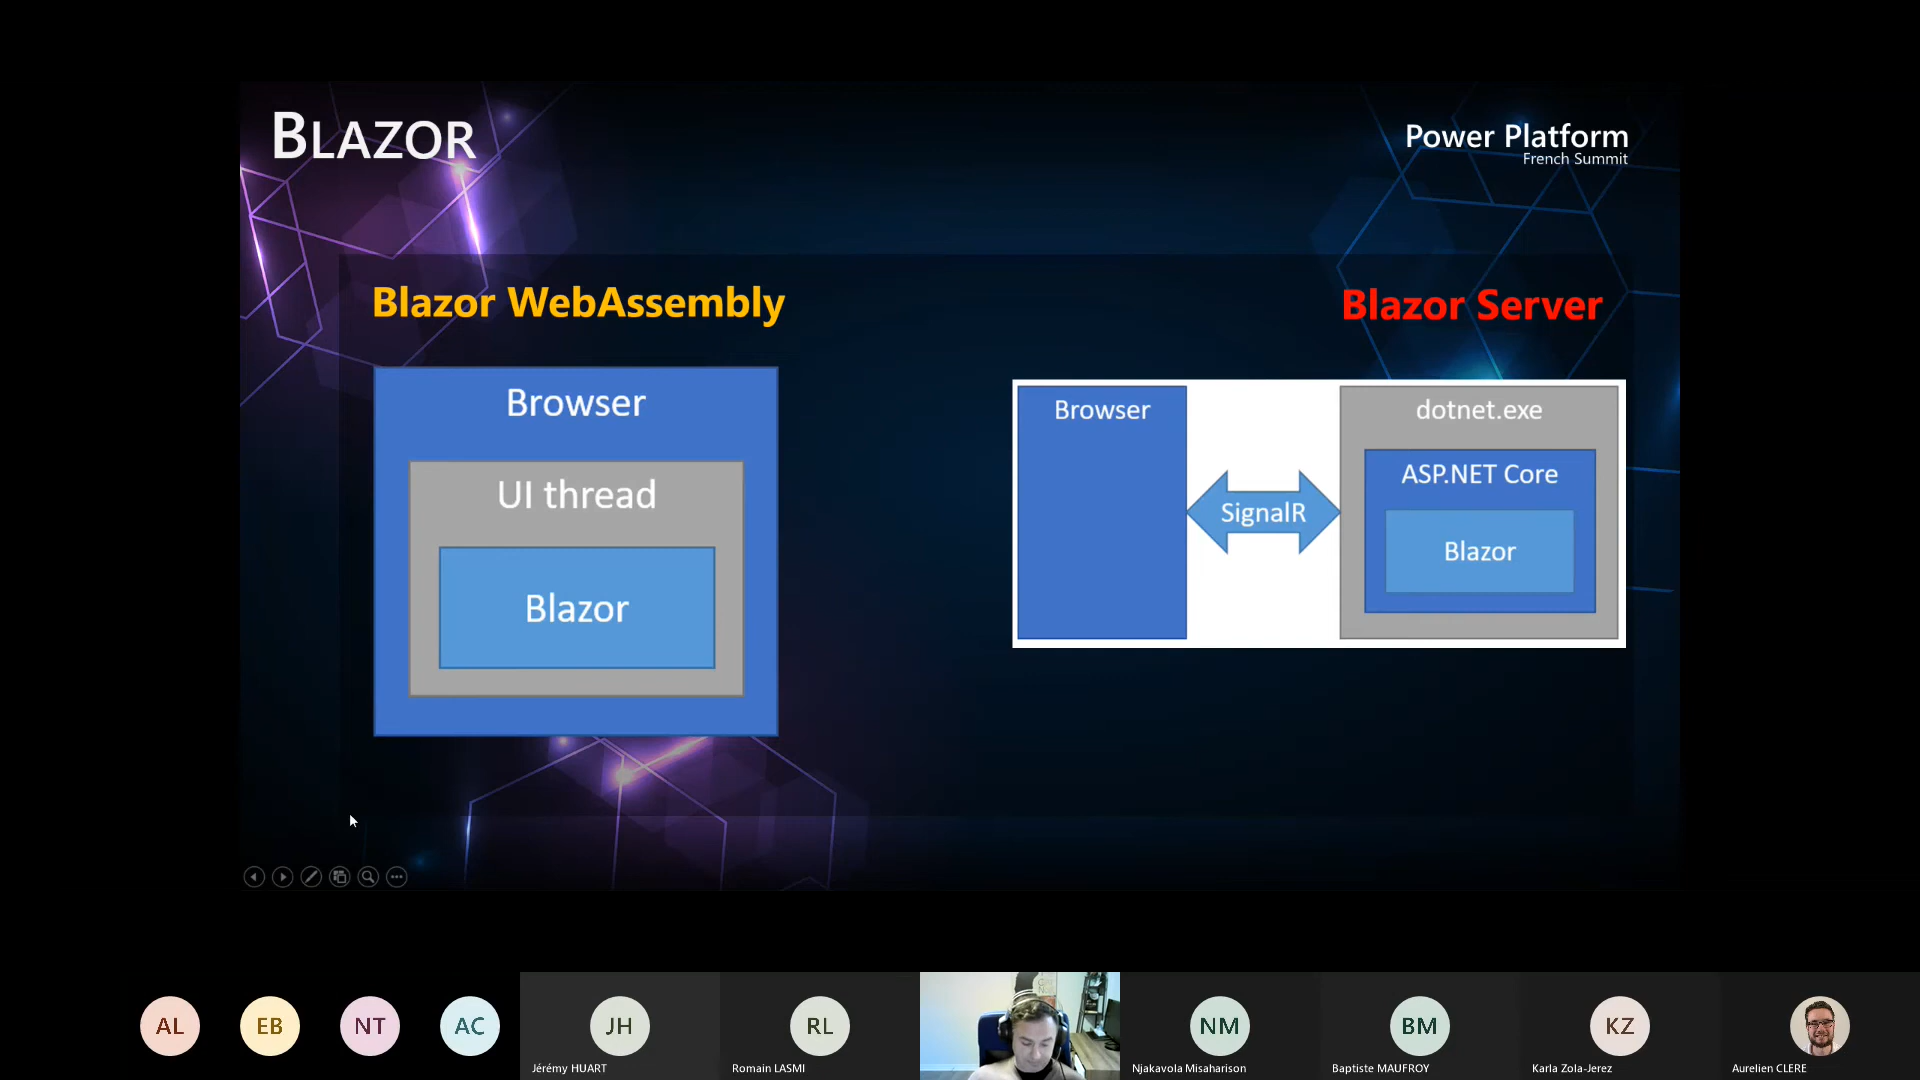 BLAZOR
Power Platform
French Summit
Blazor WebAssembly
Blazor Server
Browser
UI thread
Blazor
Browser
SignalR
dotnet.exe
ASP.NET Core
Blazor
AL
EB
NT
AC
JH
Jérémy HUART
RL
Romain LASMI
NM
Njakavola Misaharison
BM
Baptiste MAUFROY
KZ
Karla Zola-Jerez
Aurelien CLERE